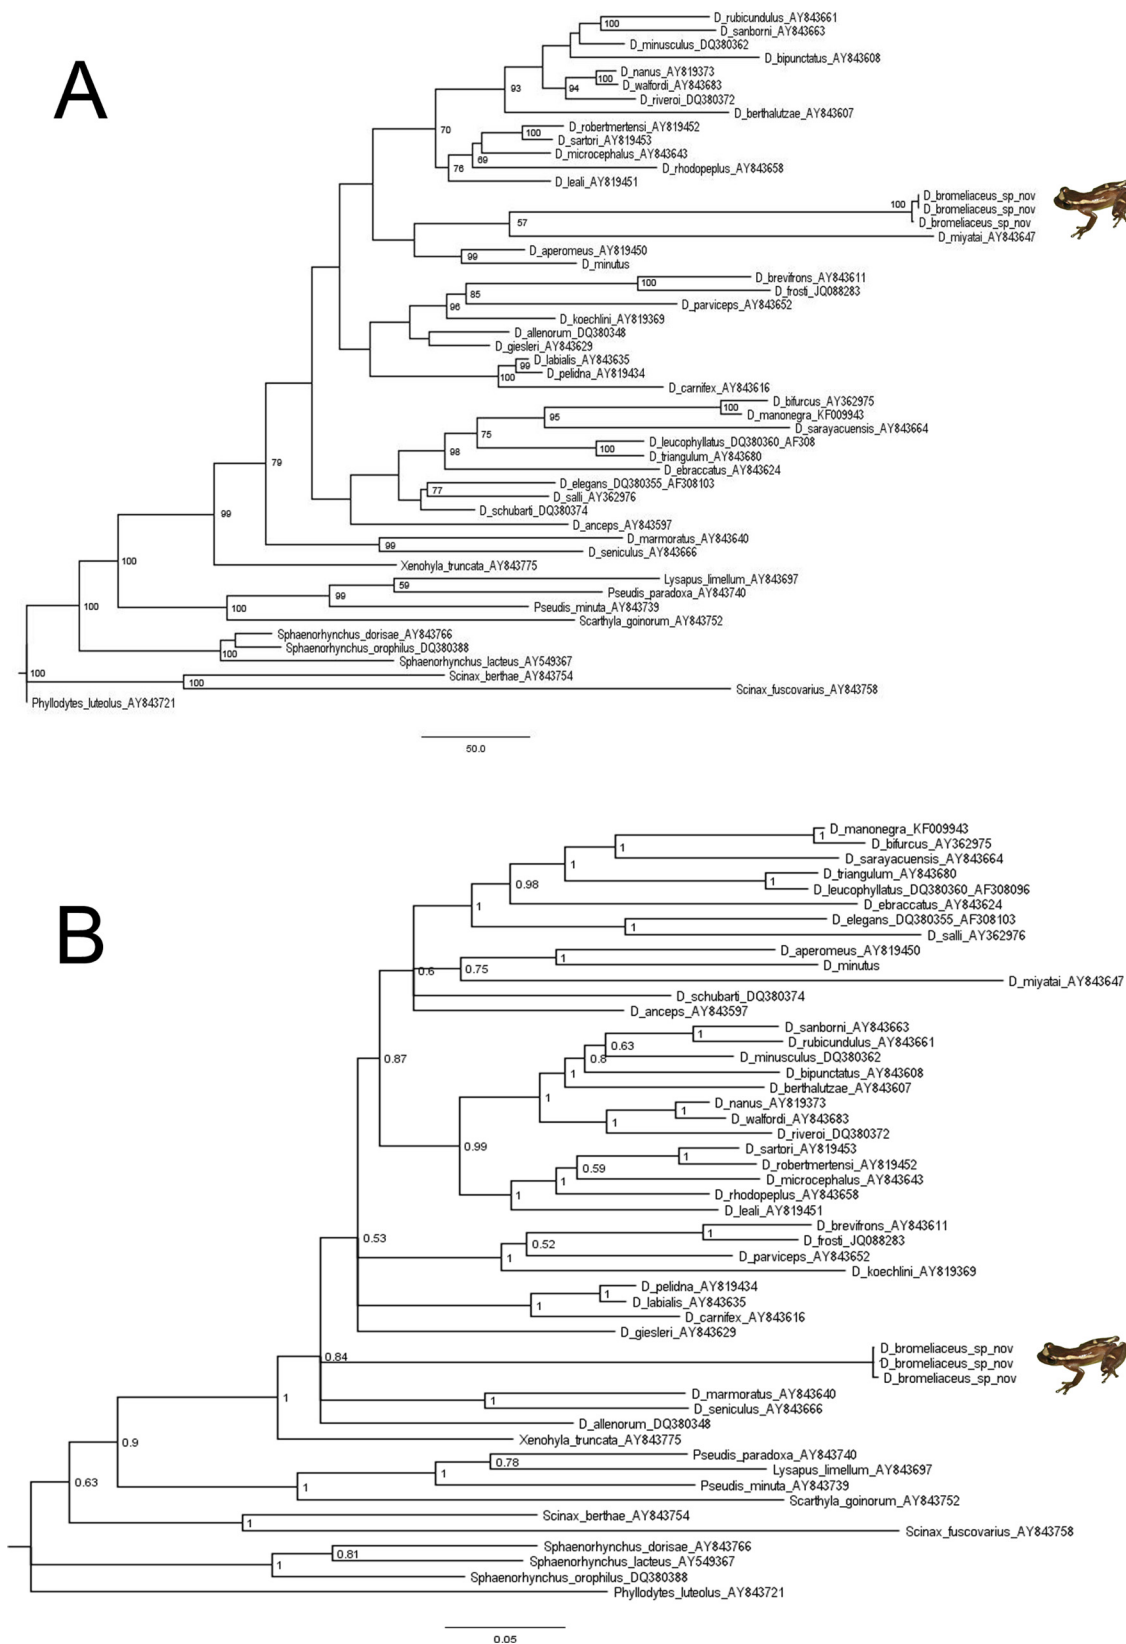 A
D_rubicundulus_AY843661
100
D_sanborni_AY843663
D_minusculus_DQ380362
D_bipunctatus_AY843608
D_nanus_AY819373
93
94
100
D_walfordi_AY843683
D_riveroi_DQ380372
D_berthalutzae_AY843607
70
D_robertmertensi_AY819452
100
D_sartori_AY819453
D_microcephalus_AY843643
69
76
D_rhodopeplus_AY843658
D_leali_AY819451
D_bromeliaceus_sp_nov
100
D_bromeliaceus_sp_nov
57
D_bromeliaceus_sp_nov
D_miyatai_AY843647
D_aperomeus_AY819450
99
D_minutus
D_brevifrons_AY843611
100
85
D_frosti_JQ088283
96
D_parviceps_AY843652
D_koechlini_AY819369
D_allenorum_DQ380348
D_giesleri_AY843629
D_labialis_AY843635
99
100
D_pelidna_AY819434
D_carnifex_AY843616
D_bifurcus_AY362975
100
95
D_manonegra_KF009943
D_sarayacuensis_AY843664
75
D_leucophyllatus_DQ380360_AF308
98
100
D_triangulum_AY843680
79
D_ebraccatus_AY843624
D_elegans_DQ380355_AF308103
77
D_salli_AY362976
D_schubarti_DQ380374
99
D_anceps_AY843597
D_marmoratus_AY843640
99
D_seniculus_AY843666
100
Xenohyla_truncata_AY843775
Lysapus_limellum_AY843697
59
99
Pseudis_paradoxa_AY843740
100
100
Pseudis_minuta_AY843739
Scarthyla_goinorum_AY843752
Sphaenorhynchus_dorisae_AY843766
100
Sphaenorhynchus_orophilus_DQ380388
Sphaenorhynchus_lacteus_AY549367
100
Scinax_berthae_AY843754
100
Scinax_fuscovarius_AY843758
Phyllodytes_luteolus_AY843721
50.0
B
D_manonegra_KF009943
1
1
D_bifurcus_AY362975
1
D_sarayacuensis_AY843664
0.98
D_triangulum_AY843680
1
D_leucophyllatus_DQ380360_AF308096
1
D_ebraccatus_AY843624
D_elegans_DQ380355_AF308103
1
D_salli_AY362976
D_aperomeus_AY819450
1
0.6
0.75
D_minutus
D_miyatai_AY843647
D_schubarti_DQ380374
D_anceps_AY843597
D_sanborni_AY843663
1
0.63
D_rubicundulus_AY843661
0.87
0.8
D_minusculus_DQ380362
1
D_bipunctatus_AY843608
D_berthalutzae_AY843607
1
D_nanus_AY819373
1
1
D_walfordi_AY843683
D_riveroi_DQ380372
0.99
D_sartori_AY819453
1
0.59
D_robertmertensi_AY819452
1
D_microcephalus_AY843643
1
D_rhodopeplus_AY843658
D_leali_AY819451
D_brevifrons_AY843611
1
0.53
0.52
D_frosti_JQ088283
1
D_parviceps_AY843652
D_koechlini_AY819369
D_pelidna_AY819434
1
1
D_labialis_AY843635
D_carnifex_AY843616
D_giesleri_AY843629
D_bromeliaceus_sp_nov
0.84
D_bromeliaceus_sp_nov
D_bromeliaceus_sp_nov
1
D_marmoratus_AY843640
1
D_seniculus_AY843666
D_allenorum_DQ380348
0.9
Xenohyla_truncata_AY843775
Pseudis_paradoxa_AY843740
0.78
0.63
1
Lysapus_limellum_AY843697
1
Pseudis_minuta_AY843739
Scarthyla_goinorum_AY843752
Scinax_berthae_AY843754
1
Scinax_fuscovarius_AY843758
Sphaenorhynchus_dorisae_AY843766
0.81
1
Sphaenorhynchus_lacteus_AY549367
Sphaenorhynchus_orophilus_DQ380388
Phyllodytes_luteolus_AY843721
0.05